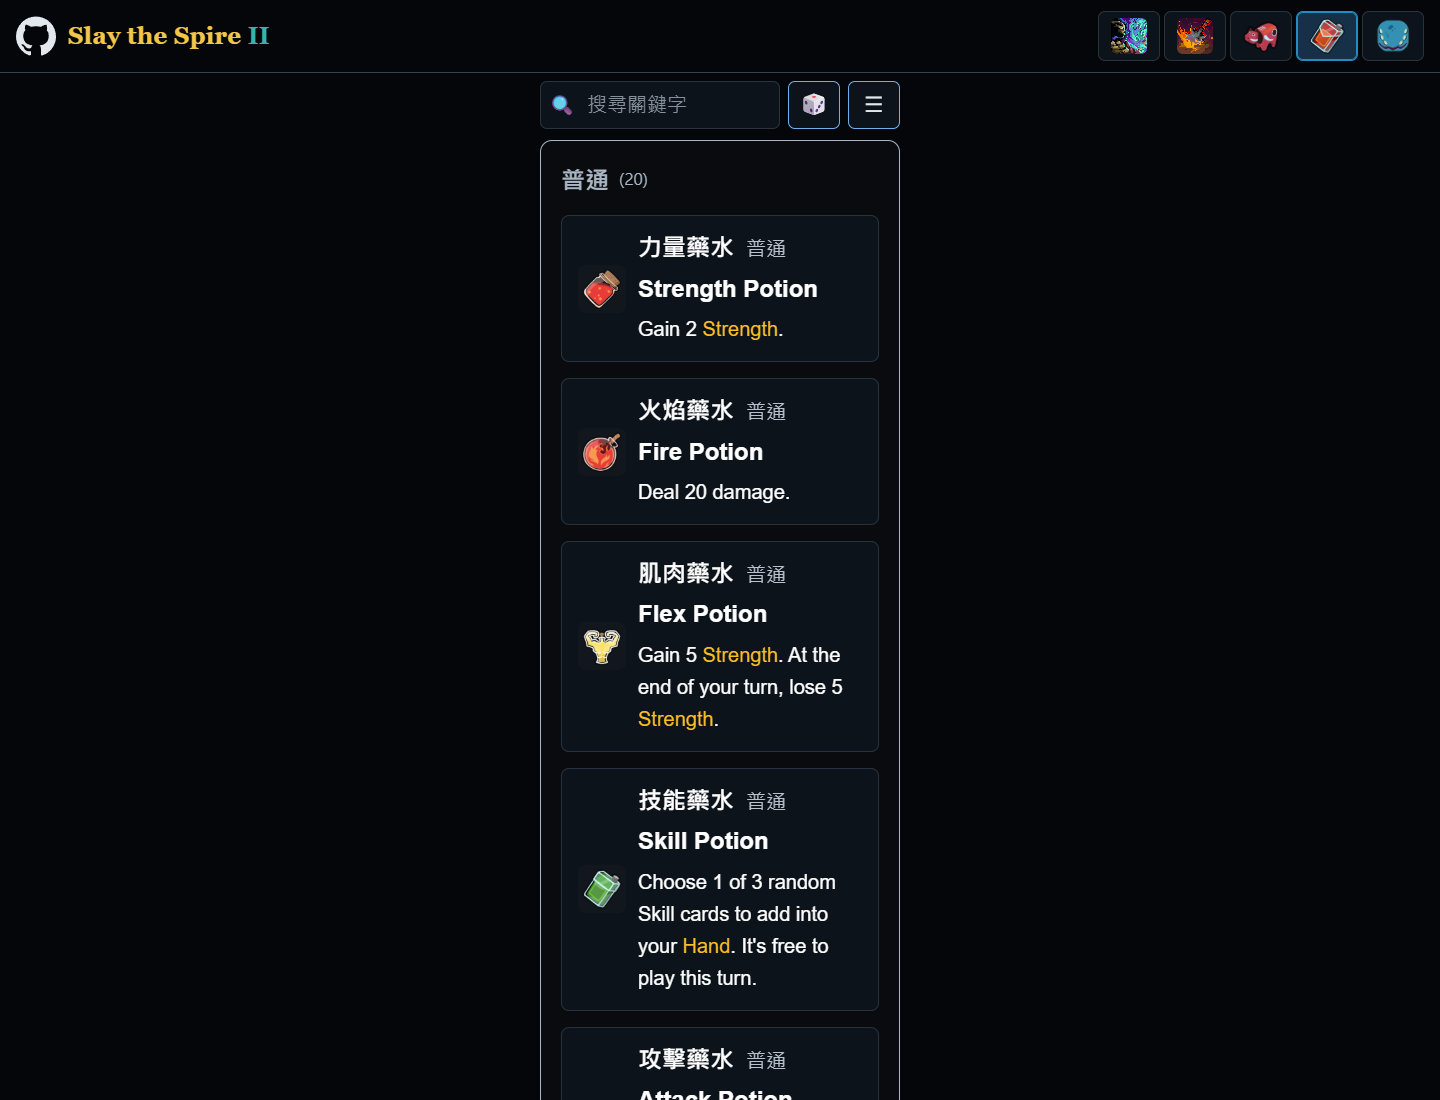 Slay the Spire II
搜尋關鍵字
普通 (20)
力量藥水 普通
Strength Potion
Gain 2 Strength.
火焰藥水 普通
Fire Potion
Deal 20 damage.
肌肉藥水 普通
Flex Potion
Gain 5 Strength. At the
end of your turn, lose 5
Strength.
技能藥水 普通
Skill Potion
Choose 1 of 3 random
Skill cards to add into
your Hand. It's free to
play this turn.
攻擊藥水 普通
Attack Potion